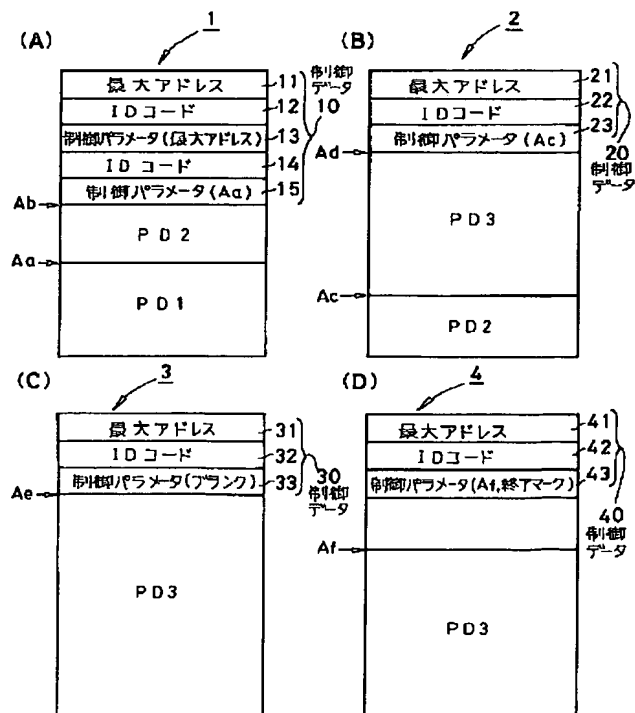 (A)
1
最大アドレス
11
IDコード
12
制御パラメータ(最大アドレス)
13
IDコード
14
制御パラメータ(Aa)
15
制御データ
10
Ab
PD2
Aa
PD1
(B)
2
最大アドレス
21
IDコード
22
制御パラメータ(Ac)
23
20
制御データ
Ad
PD3
Ac
PD2
(C)
3
最大アドレス
31
IDコード
32
制御パラメータ(ブランク)
33
30
制御データ
Ae
PD3
(D)
4
最大アドレス
41
IDコード
42
制御パラメータ(Af,終了マーク)
43
40
制御データ
Af
PD3